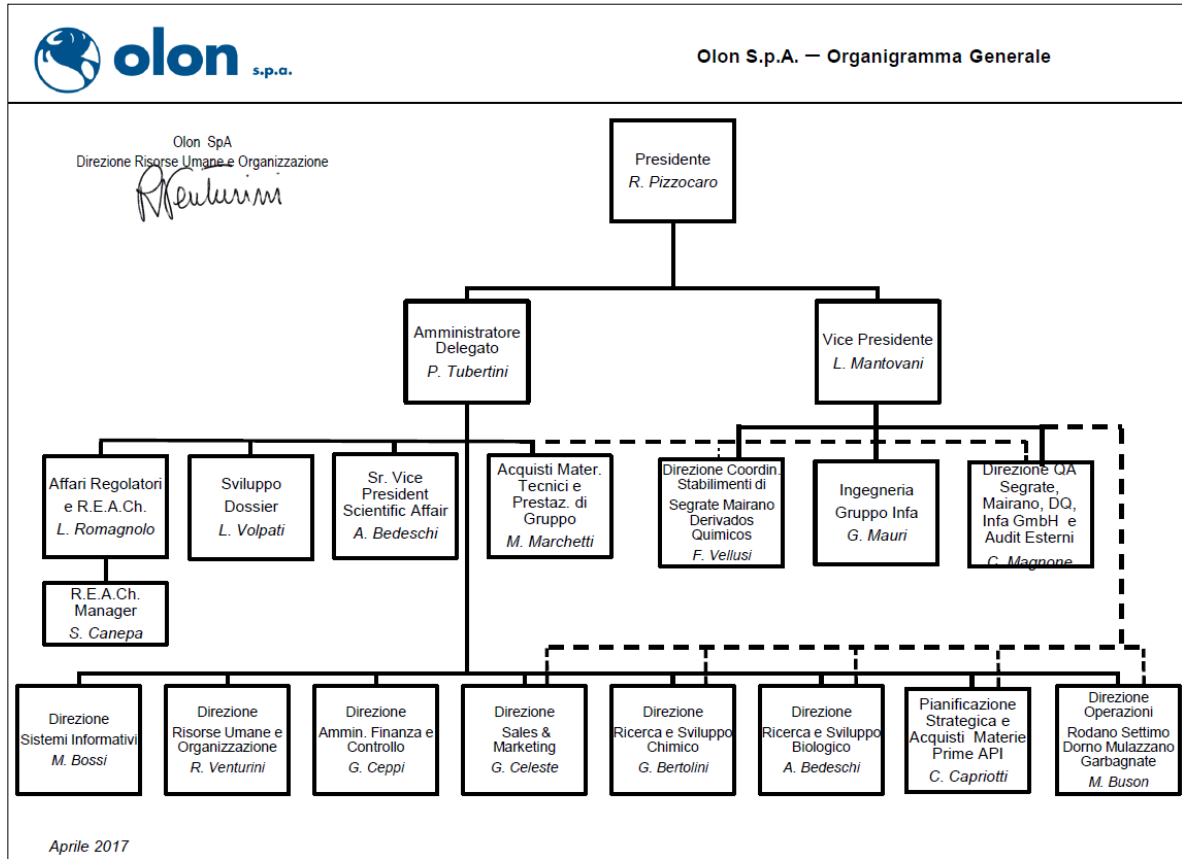 olon s.p.a.
Olon S.p.A. — Organigramma Generale
Olon SpA
Direzione Risorse Umane e Organizzazione
RVenturini
Presidente
R. Pizzocaro
Amministratore
Delegato
P. Tubertini
Vice Presidente
L. Mantovani
Affari Regolatori
e R.E.A.Ch.
L. Romagnolo
Sviluppo
Dossier
L. Volpati
Sr. Vice
President
Scientific Affair
A. Bedeschi
Acquisti Mater.
Tecnici e
Prestaz. di
Gruppo
M. Marchetti
Direzione Coordin.
Stabilimenti di
Segrate Mairano
Derivados
Quimicos
F. Vellusi
Ingegneria
Gruppo Infa
G. Mauri
Direzione QA
Segrate,
Mairano, DQ,
Infa GmbH e
Audit Esterni
C. Magnone
R.E.A.Ch.
Manager
S. Canepa
Direzione
Sistemi Informativi
M. Bossi
Direzione
Risorse Umane e
Organizzazione
R. Venturini
Direzione
Ammin. Finanza e
Controllo
G. Ceppi
Direzione
Sales &
Marketing
G. Celeste
Direzione
Ricerca e Sviluppo
Chimico
G. Bertolini
Direzione
Ricerca e Sviluppo
Biologico
A. Bedeschi
Pianificazione
Strategica e
Acquisti Materie
Prime API
C. Capriotti
Direzione
Operazioni
Rodano Settimo
Dorno Mulazzano
Garbagnate
M. Buson
Aprile 2017